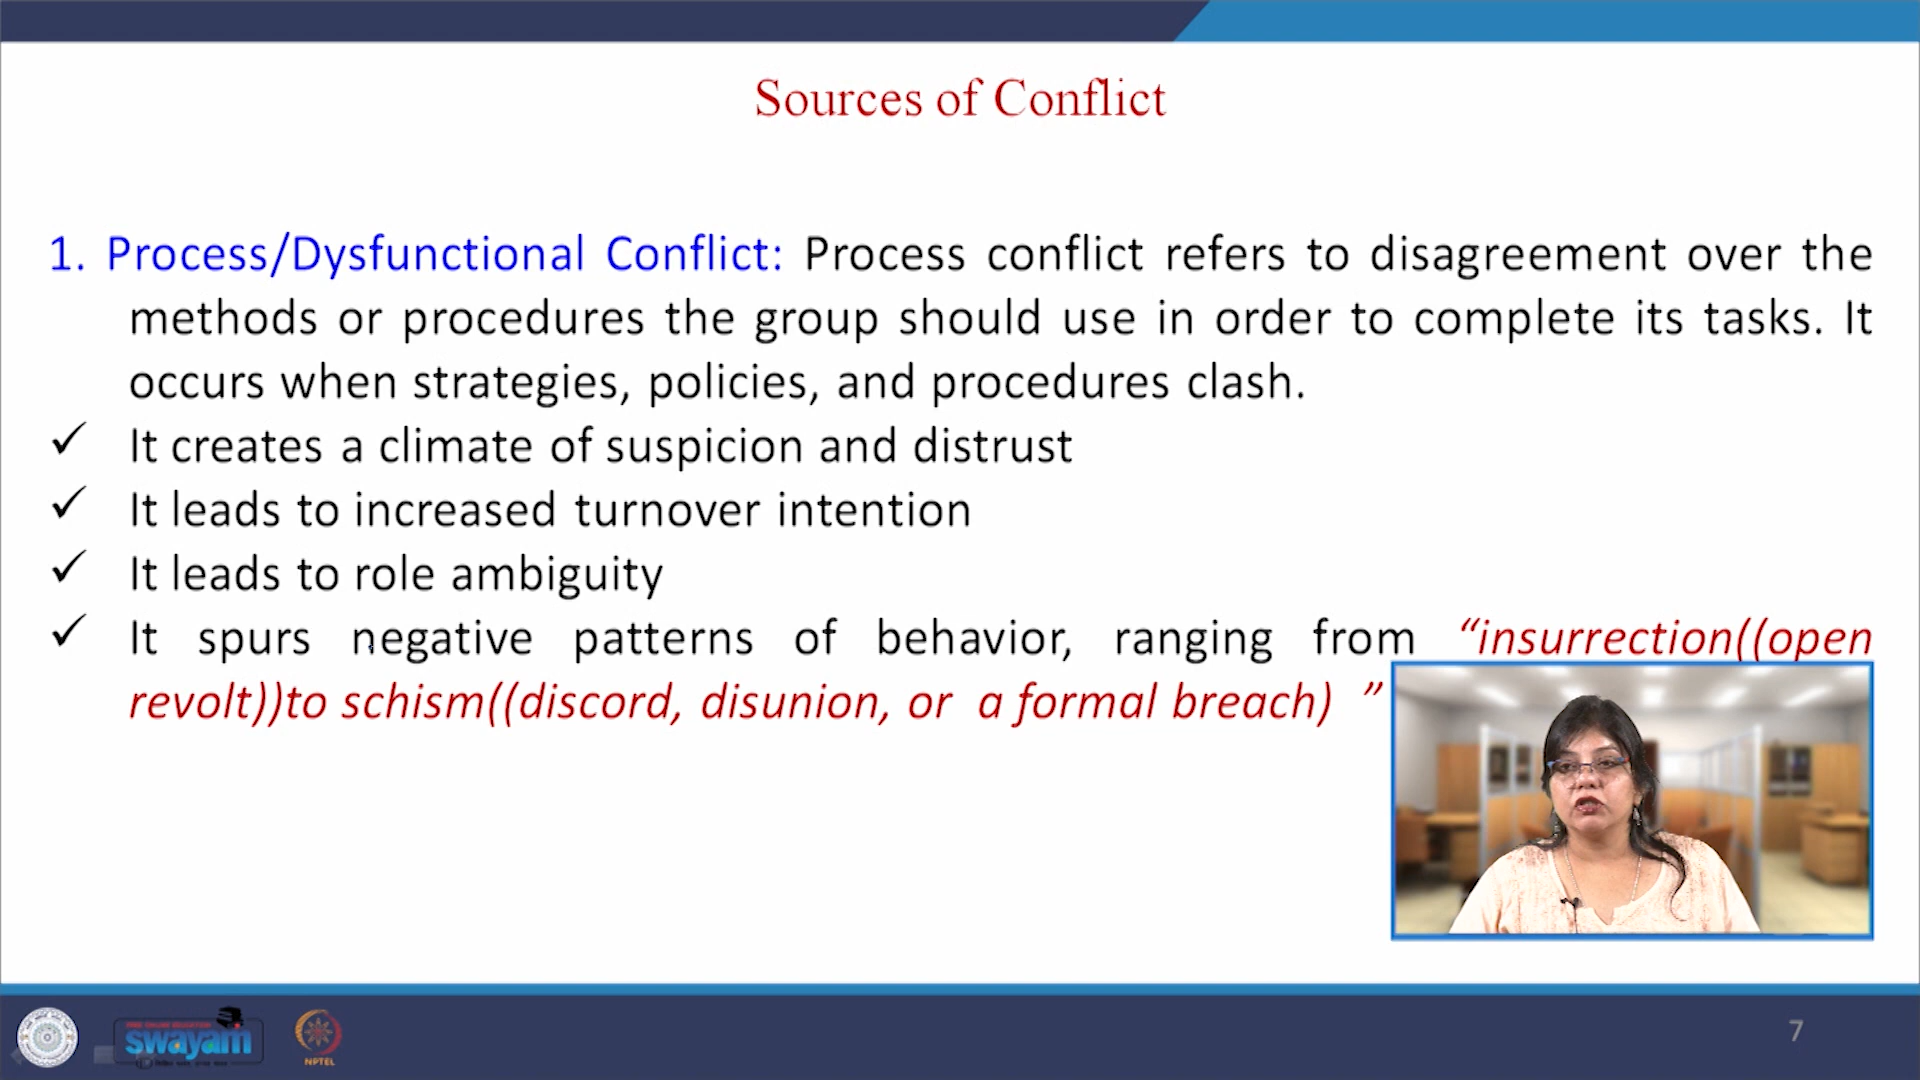 Sources of Conflict
1. Process/Dysfunctional Conflict: Process conflict refers to disagreement over the
methods or procedures the group should use in order to complete its tasks. It
occurs when strategies, policies, and procedures clash.
✓ It creates a climate of suspicion and distrust
✓ It leads to increased turnover intention
✓ It leads to role ambiguity
✓ It spurs negative patterns of behavior, ranging from “insurrection((open
revolt))to schism((discord, disunion, or a formal breach) ”
FREE ONLINE EDUCATION
swayam
NPTEL
7